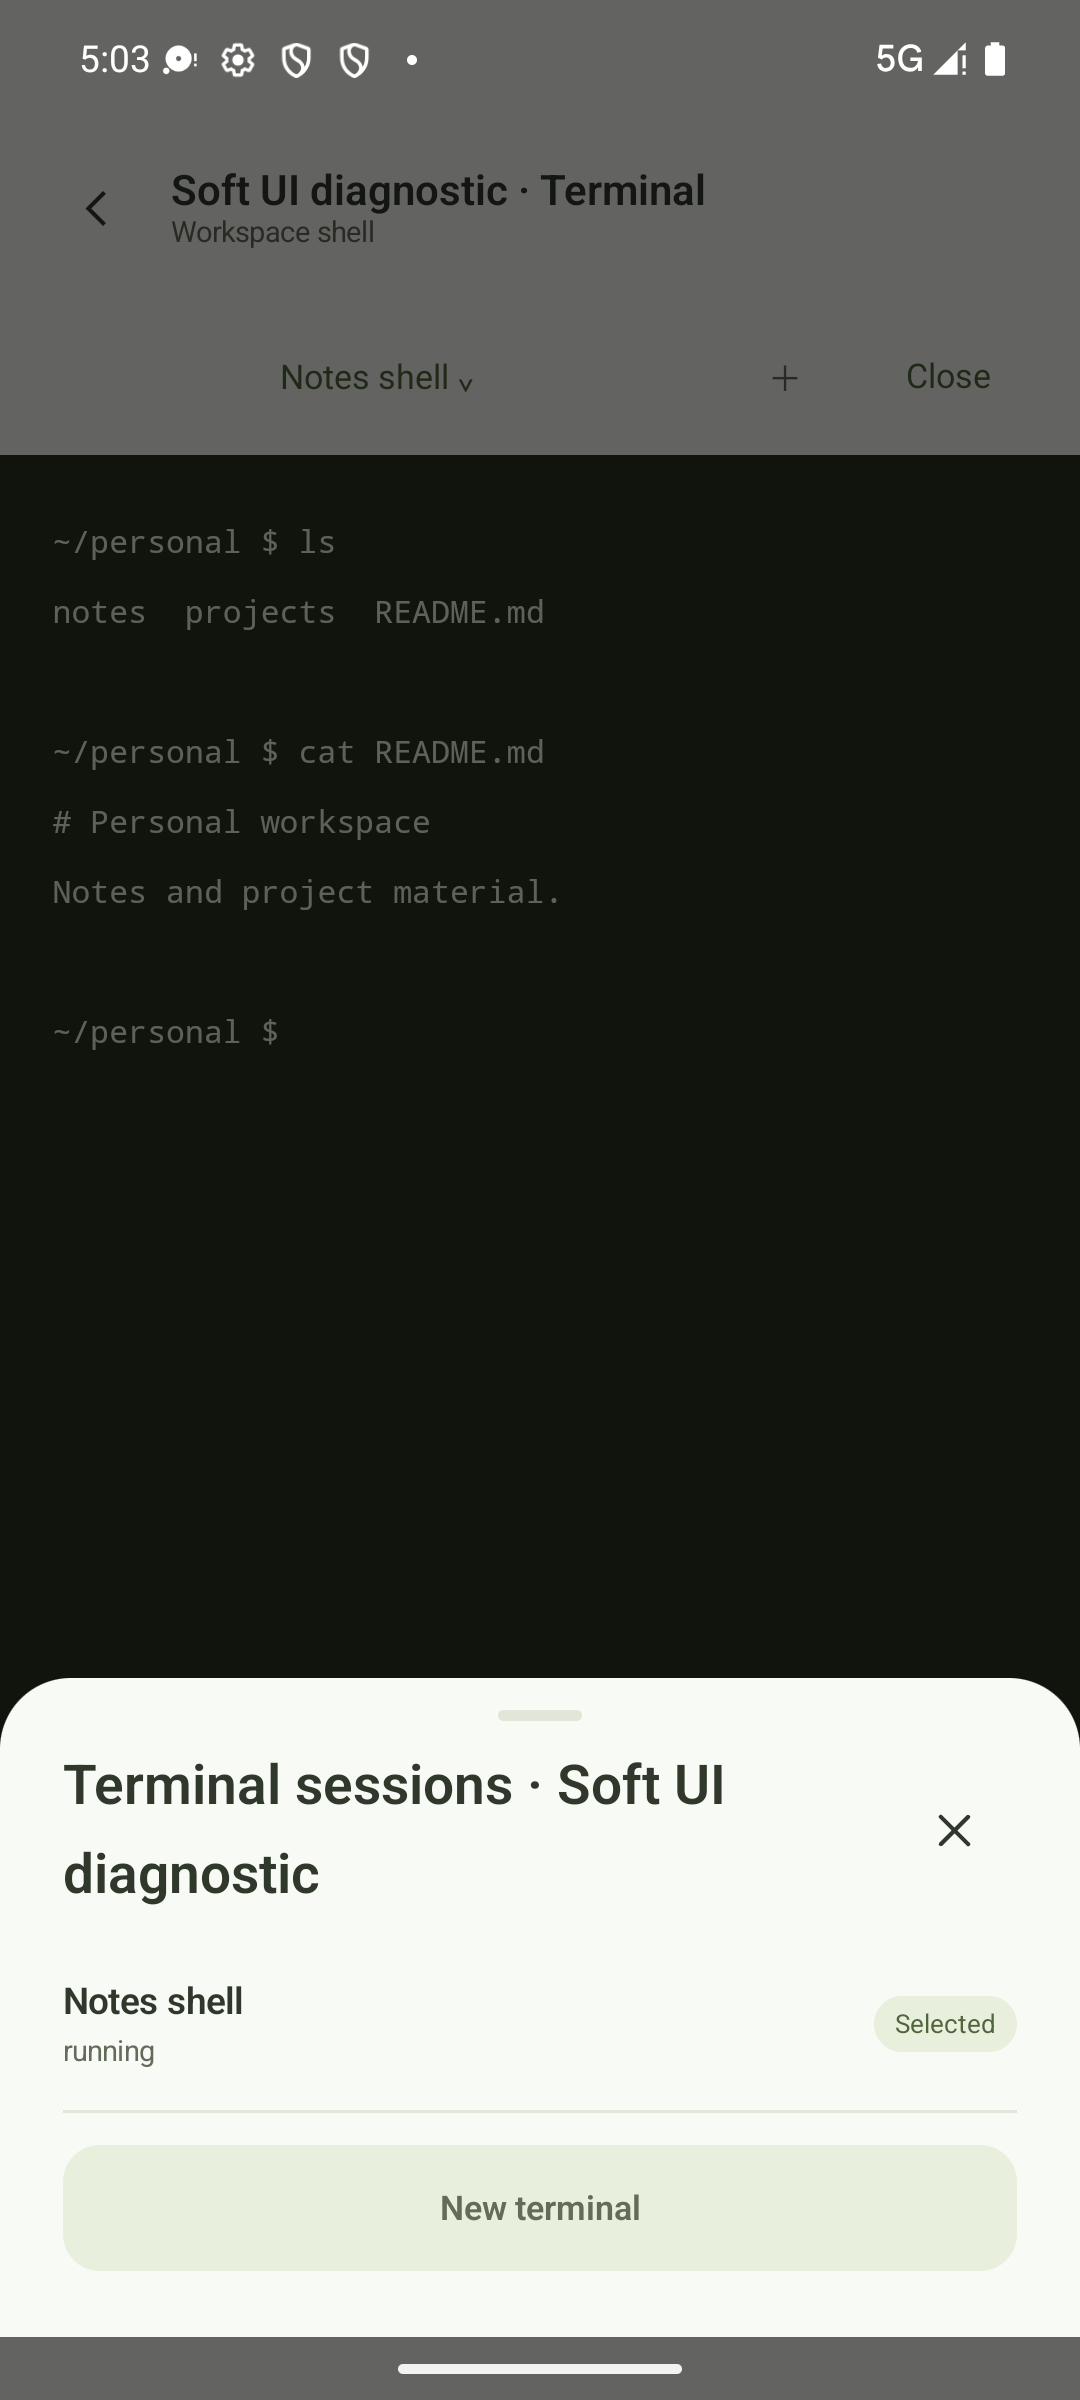 5:03
5G
Soft UI diagnostic · Terminal
Workspace shell
Notes shell
Close
~/personal $ ls
notes  projects  README.md
~/personal $ cat README.md
# Personal workspace
Notes and project material.
~/personal $
Terminal sessions · Soft UI
diagnostic
Notes shell
running
Selected
New terminal